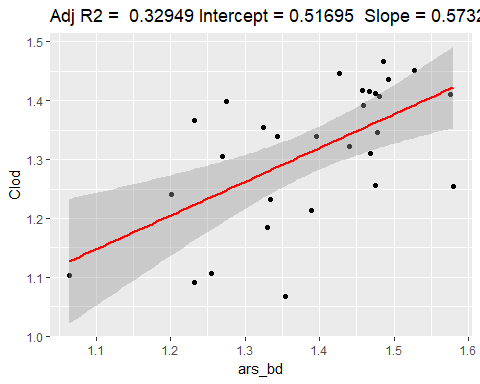 Adj R2 =  0.32949 Intercept = 0.51695  Slope = 0.5732
1.5
1.4
1.3
1.2
1.1
1.0
Clod
1.1 1.2 1.3 1.4 1.5 1.6
ars_bd